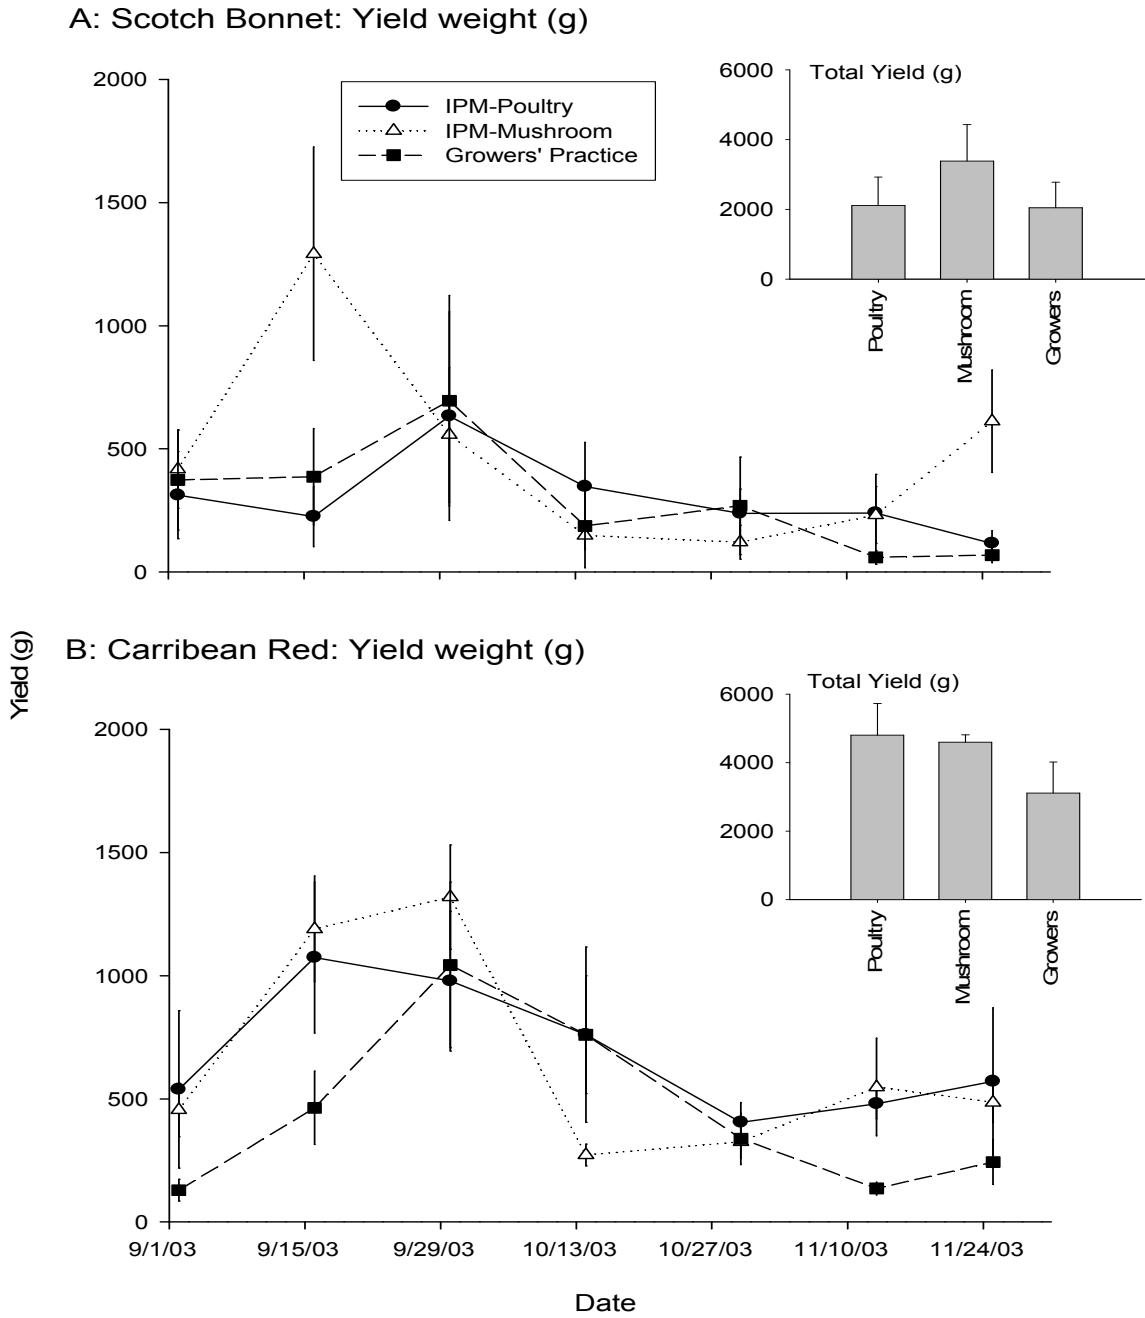 A: Scotch Bonnet: Yield weight (g)
2000
1500
1000
500
0
IPM-Poultry
IPM-Mushroom
Growers' Practice
Total Yield (g)
6000
4000
2000
0
Poultry
Mushroom
Growers
Yield (g)
B: Carribean Red: Yield weight (g)
2000
1500
1000
500
0
Total Yield (g)
6000
4000
2000
0
Poultry
Mushroom
Growers
9/1/03 9/15/03 9/29/03 10/13/03 10/27/03 11/10/03 11/24/03
Date